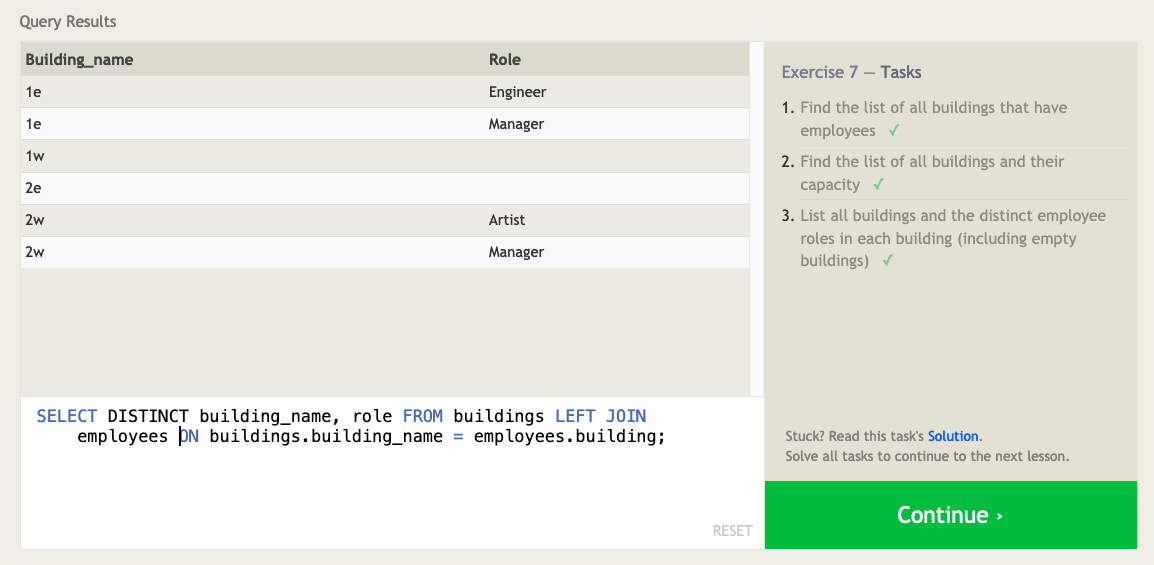 Query Results
Building_name Role
1e Engineer
1e Manager
1w
2e
2w Artist
2w Manager
SELECT DISTINCT building_name, role FROM buildings LEFT JOIN
employees ON buildings.building_name = employees.building;
RESET
Exercise 7 — Tasks
1. Find the list of all buildings that have
employees ✓
2. Find the list of all buildings and their
capacity ✓
3. List all buildings and the distinct employee
roles in each building (including empty
buildings) ✓
Stuck? Read this task's Solution.
Solve all tasks to continue to the next lesson.
Continue ›